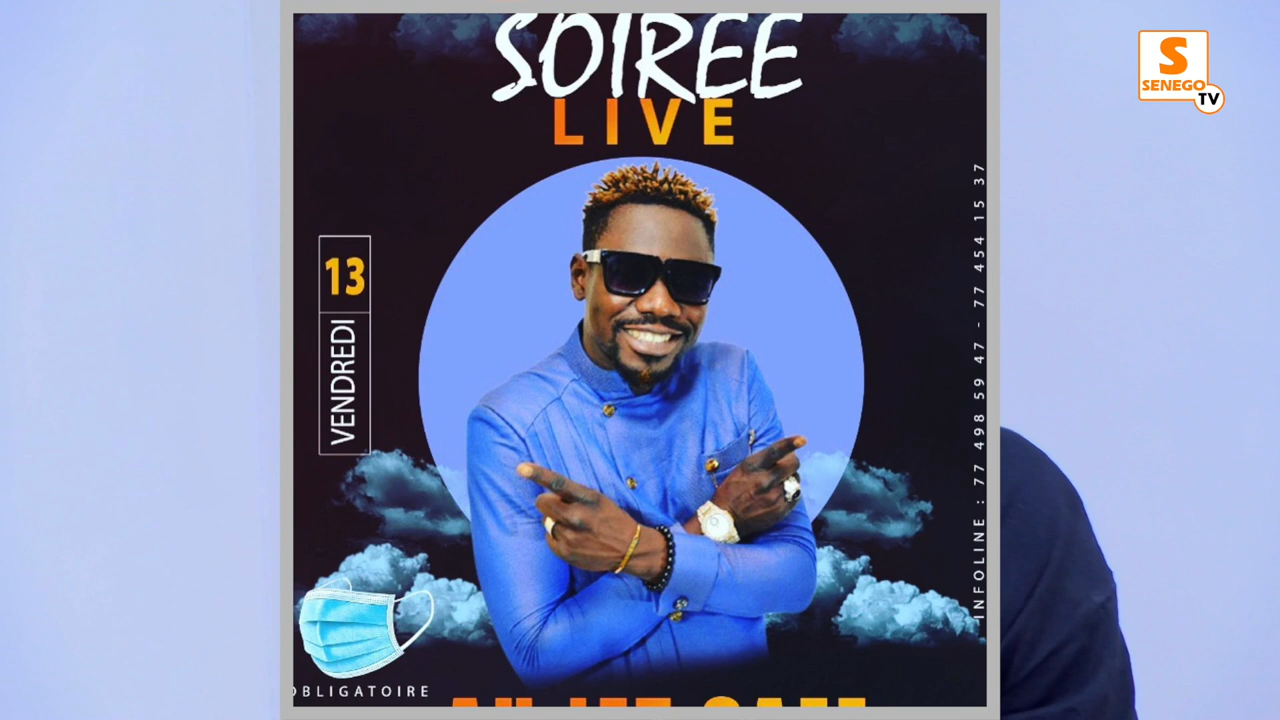 SOIREE
LIVE
S
SENEGO
TV
13
VENDREDI
INFOLINE : 77 498 59 47 - 77 454 15 37
OBLIGATOIRE